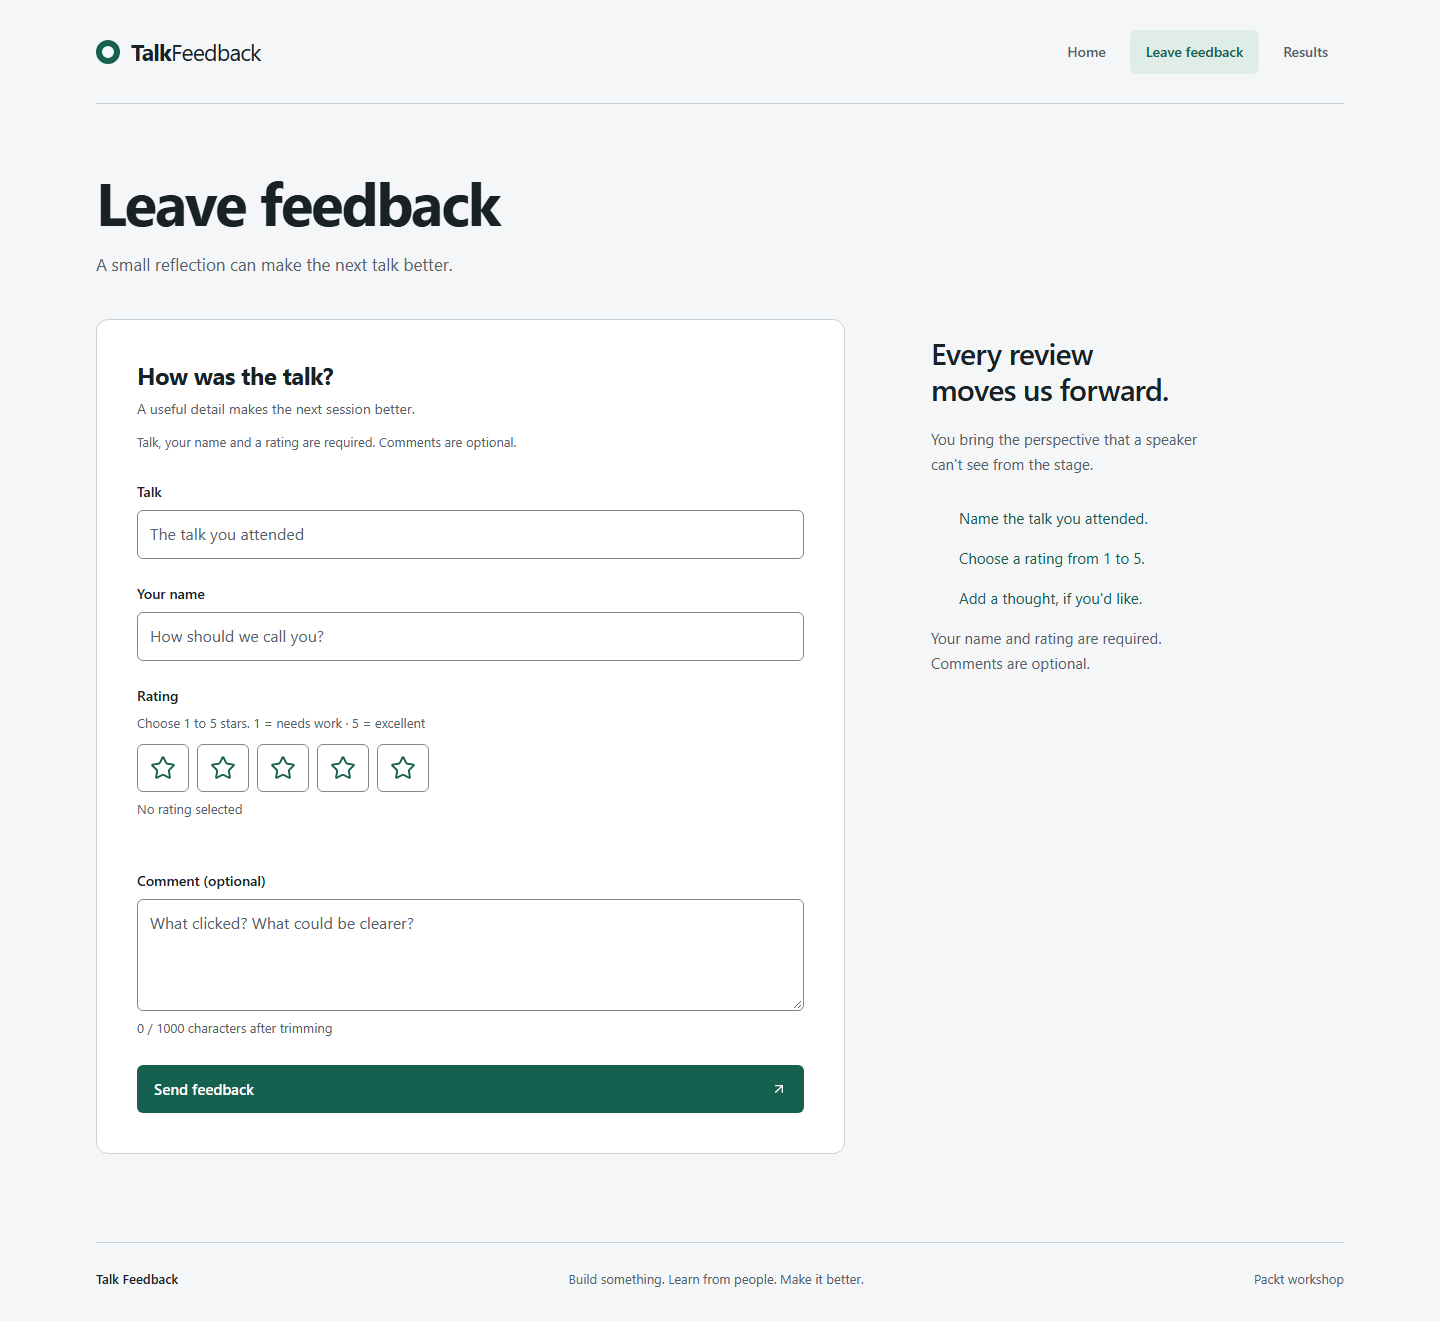 TalkFeedback
Home
Leave feedback
Results
Leave feedback
A small reflection can make the next talk better.
How was the talk?
A useful detail makes the next session better.
Talk, your name and a rating are required. Comments are optional.
Talk
The talk you attended
Your name
How should we call you?
Rating
Choose 1 to 5 stars. 1 = needs work · 5 = excellent
No rating selected
Comment (optional)
What clicked? What could be clearer?
0 / 1000 characters after trimming
Send feedback
Every review
moves us forward.
You bring the perspective that a speaker
can't see from the stage.
Name the talk you attended.
Choose a rating from 1 to 5.
Add a thought, if you'd like.
Your name and rating are required.
Comments are optional.
Talk Feedback
Build something. Learn from people. Make it better.
Packt workshop